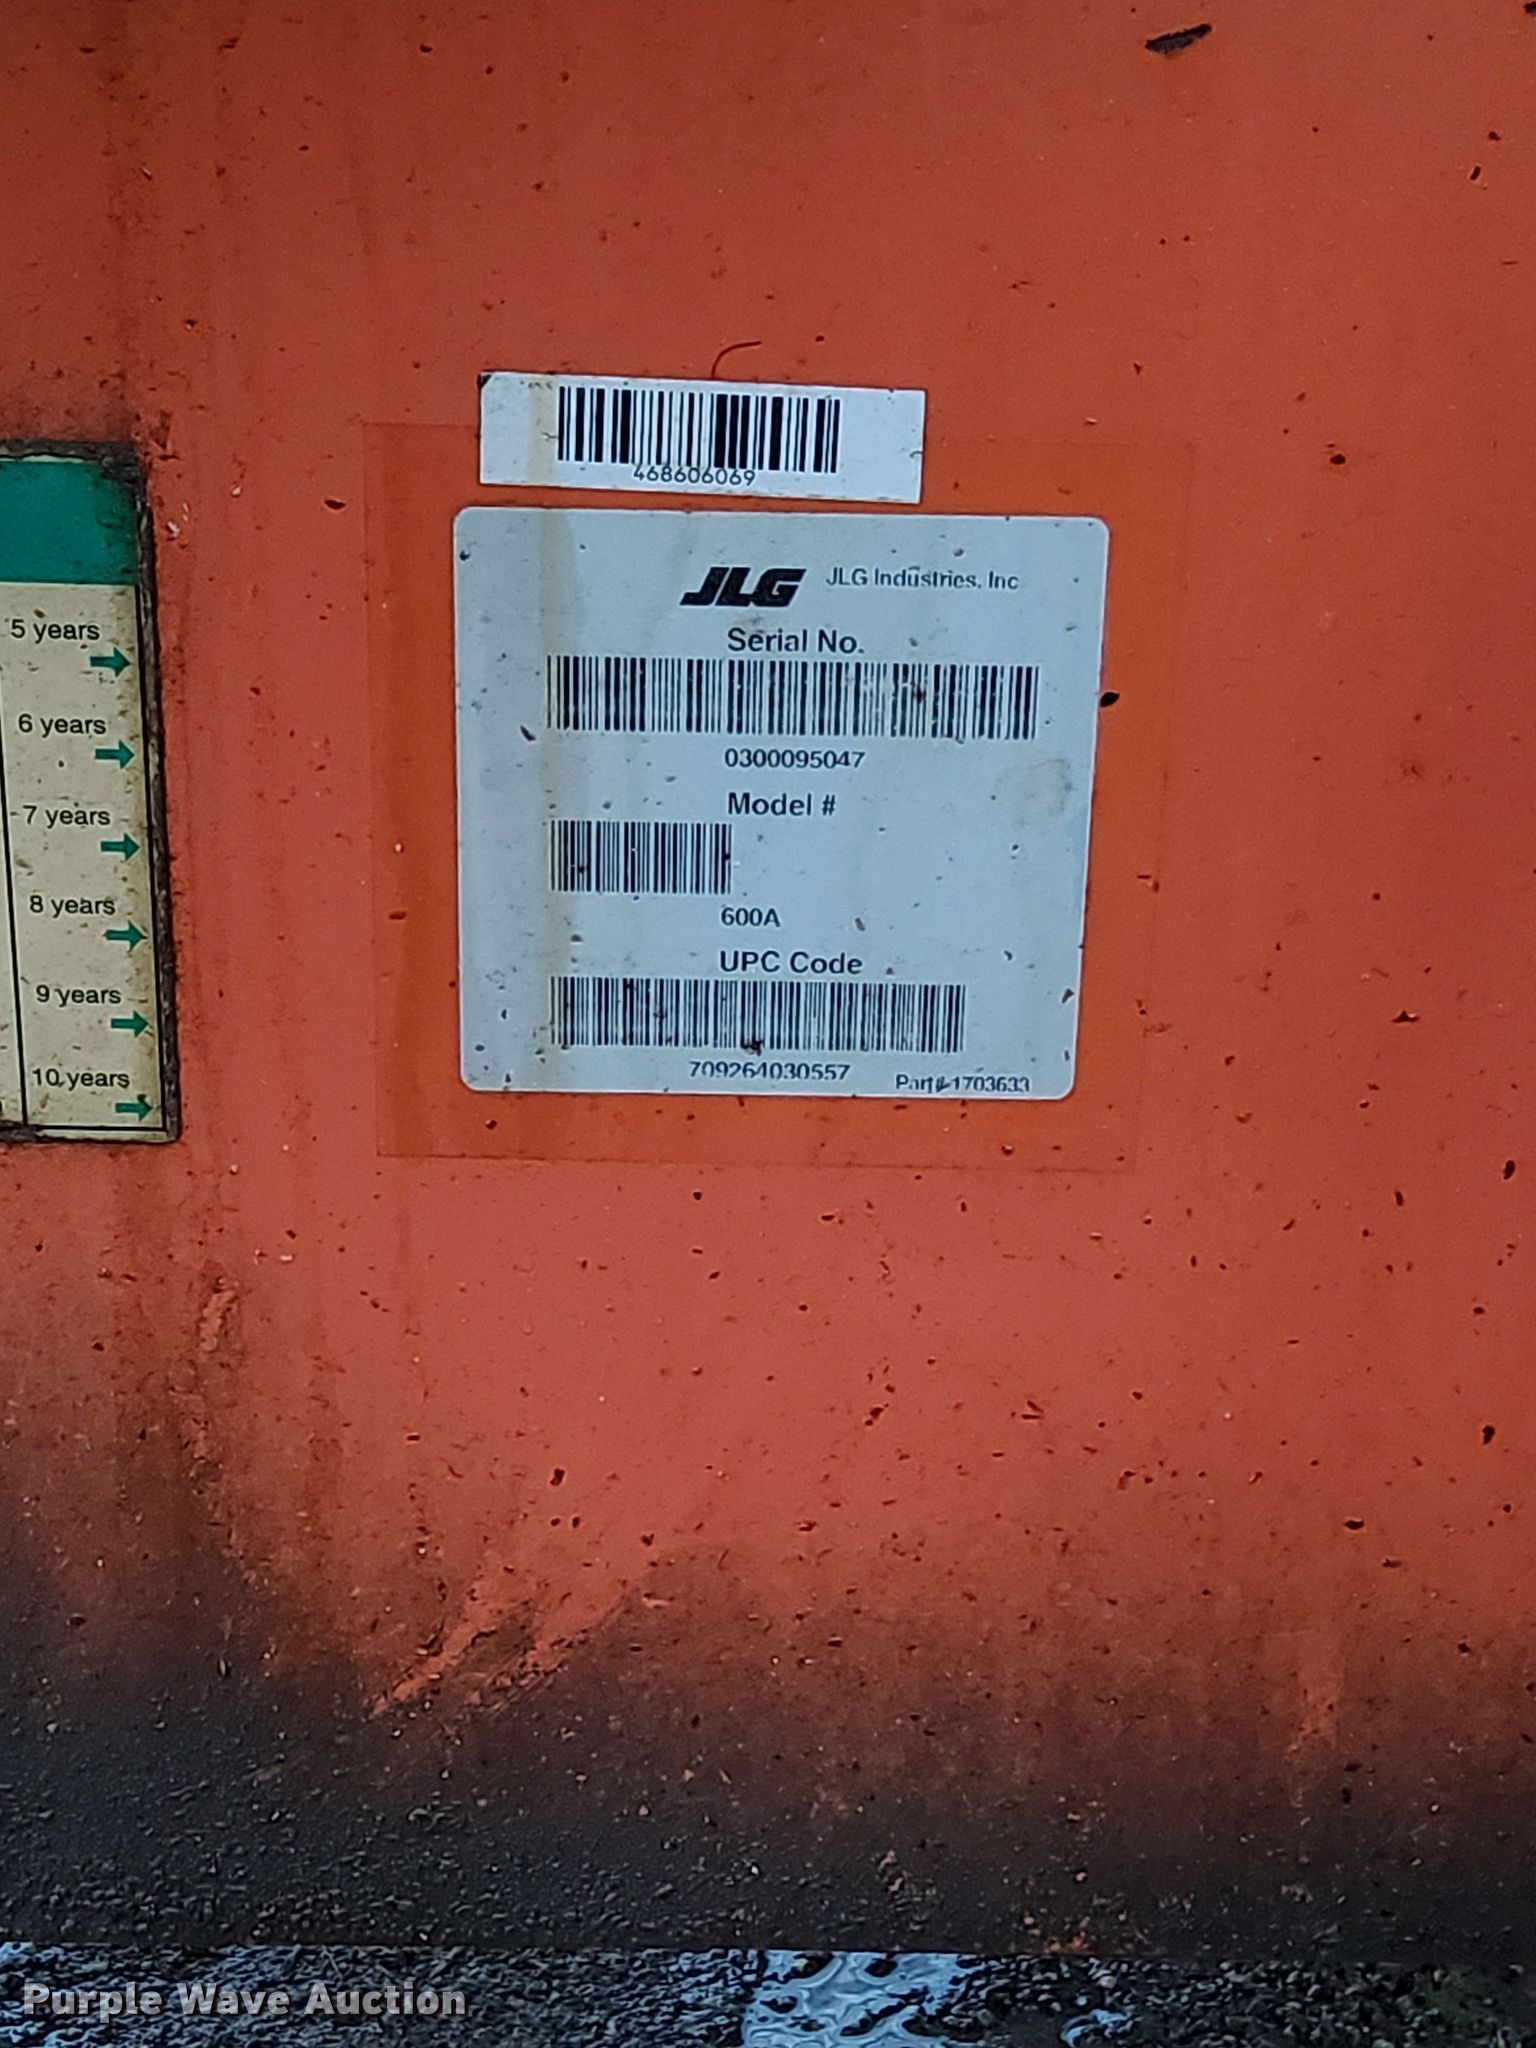 468606069
JLG JLG Industries, Inc
Serial No.
0300095047
Model #
600A
UPC Code
709264030557
Part# 1703633
5 years
6 years
7 years
8 years
9 years
10 years
Purple Wave Auction